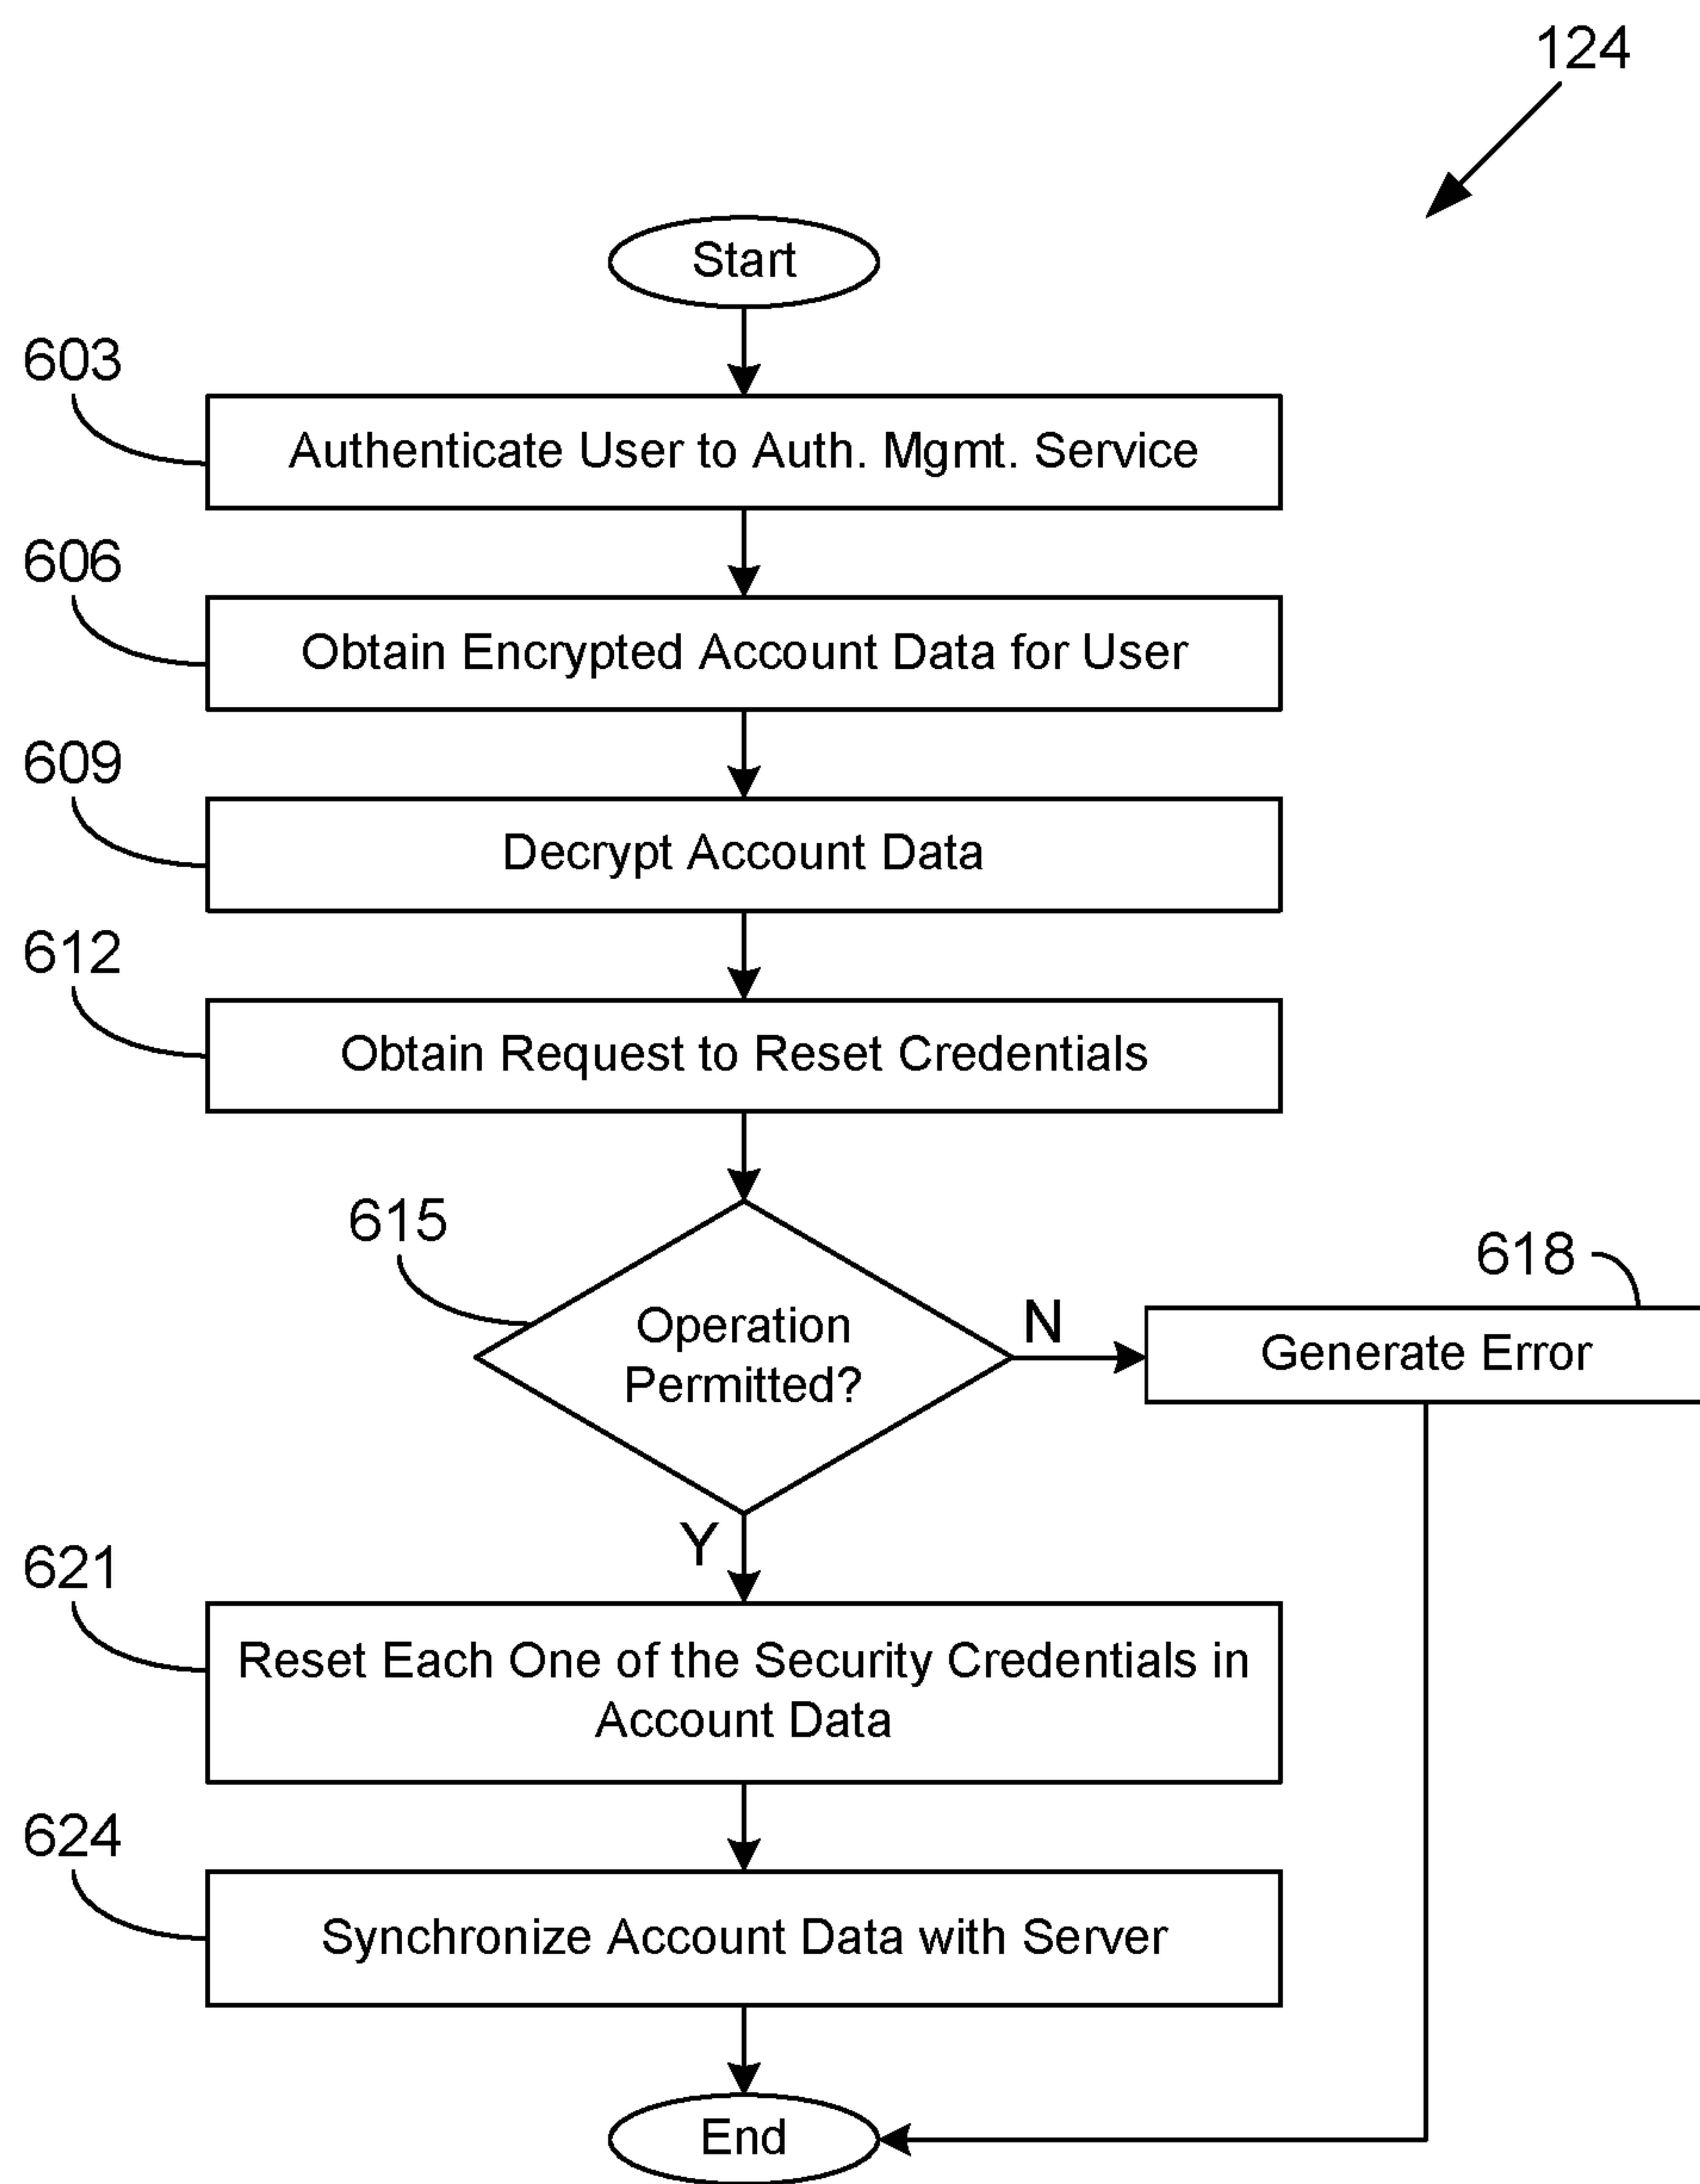 124
Start
603
Authenticate User to Auth. Mgmt. Service
606
Obtain Encrypted Account Data for User
609
Decrypt Account Data
612
Obtain Request to Reset Credentials
615
Operation
Permitted?
N
618
Generate Error
Y
621
Reset Each One of the Security Credentials in
Account Data
624
Synchronize Account Data with Server
End